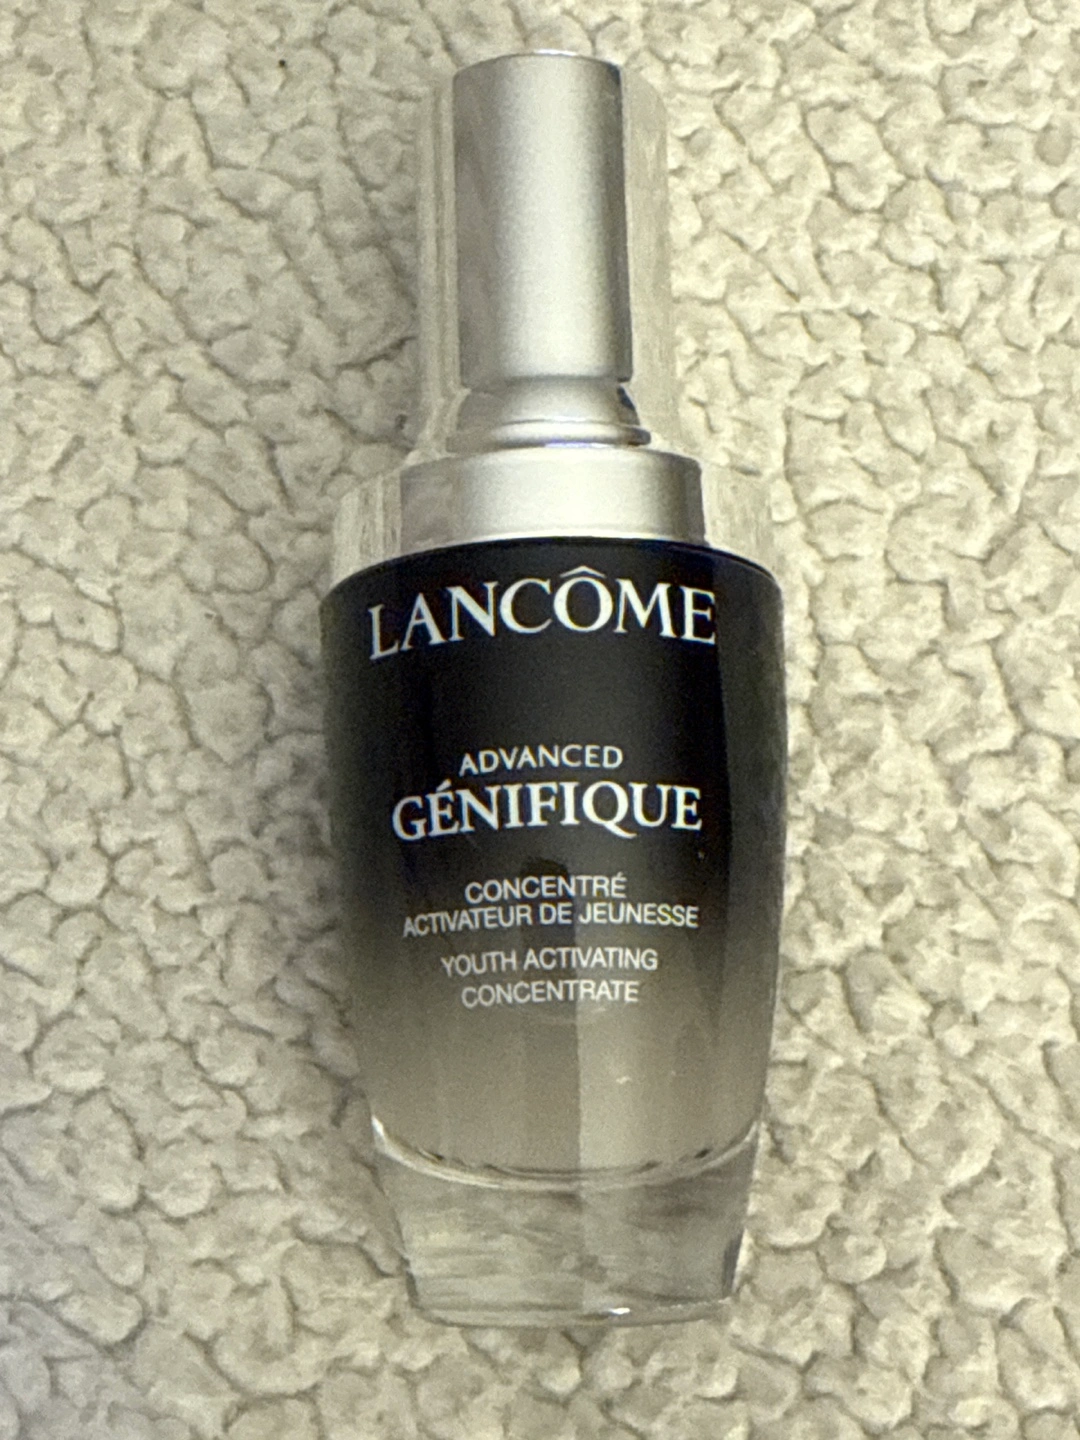 LANCÔME
ADVANCED
GÉNIFIQUE
CONCENTRÉ
ACTIVATEUR DE JEUNESSE
YOUTH ACTIVATING
CONCENTRATE